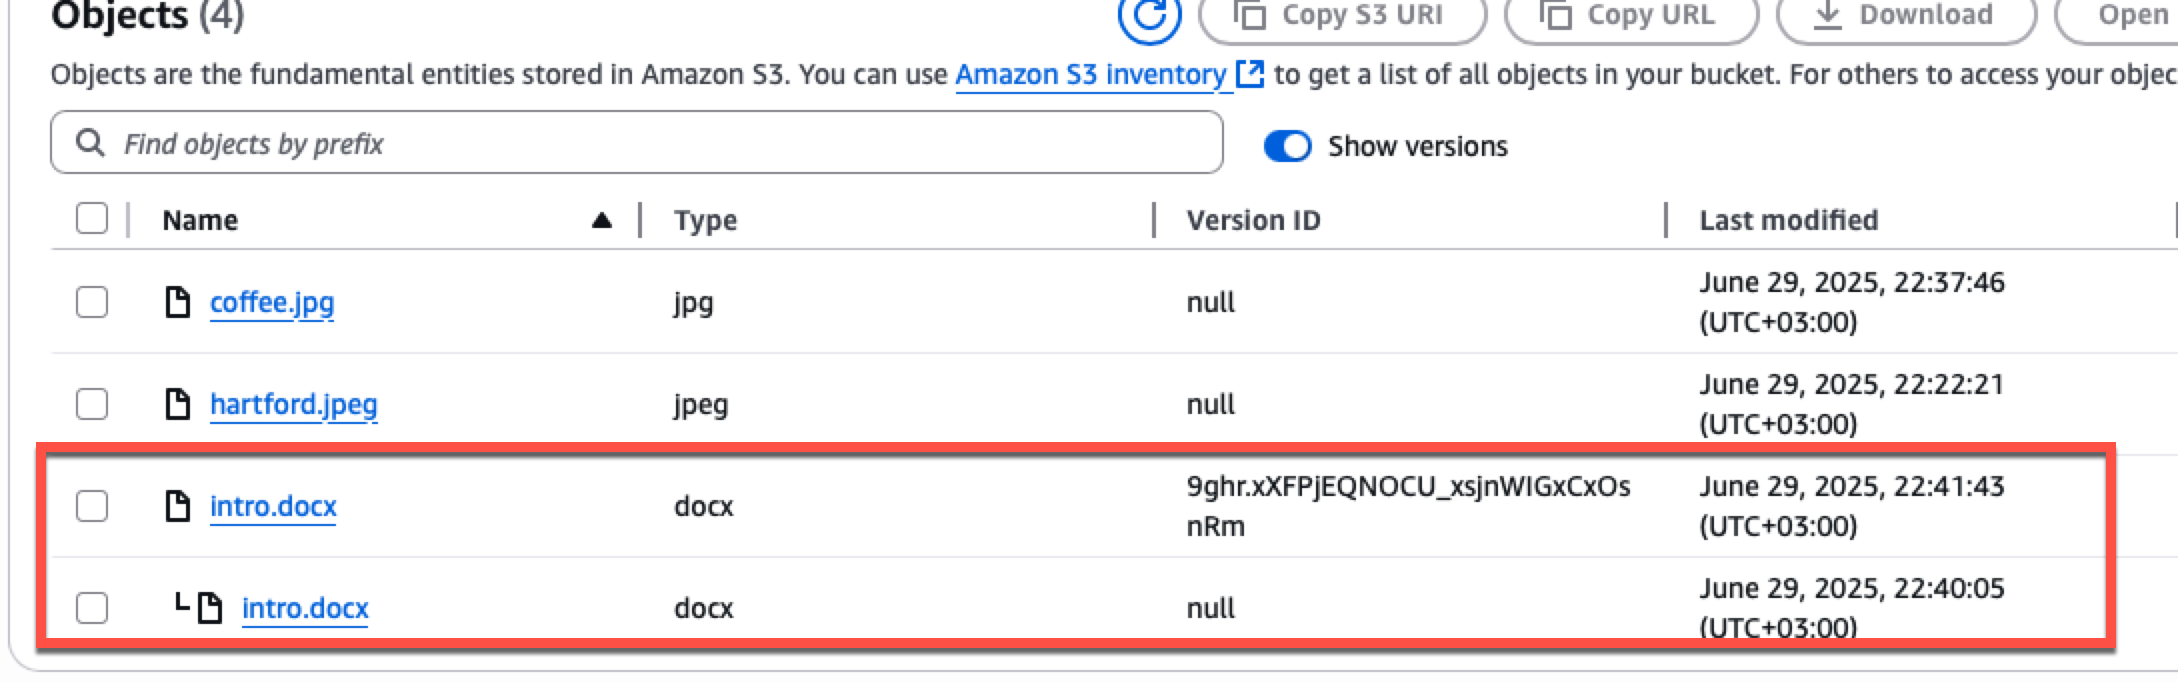 Objects (4)
Copy S3 URI
Copy URL
Download
Open
Objects are the fundamental entities stored in Amazon S3. You can use Amazon S3 inventory to get a list of all objects in your bucket. For others to access your objec
Find objects by prefix
Show versions
Name Type Version ID Last modified
coffee.jpg jpg null June 29, 2025, 22:37:46
(UTC+03:00)
hartford.jpeg jpeg null June 29, 2025, 22:22:21
(UTC+03:00)
intro.docx docx 9ghr.xXFPjEQNOCU_xsjnWIGxCxOs June 29, 2025, 22:41:43
nRm (UTC+03:00)
intro.docx docx null June 29, 2025, 22:40:05
(UTC+03:00)